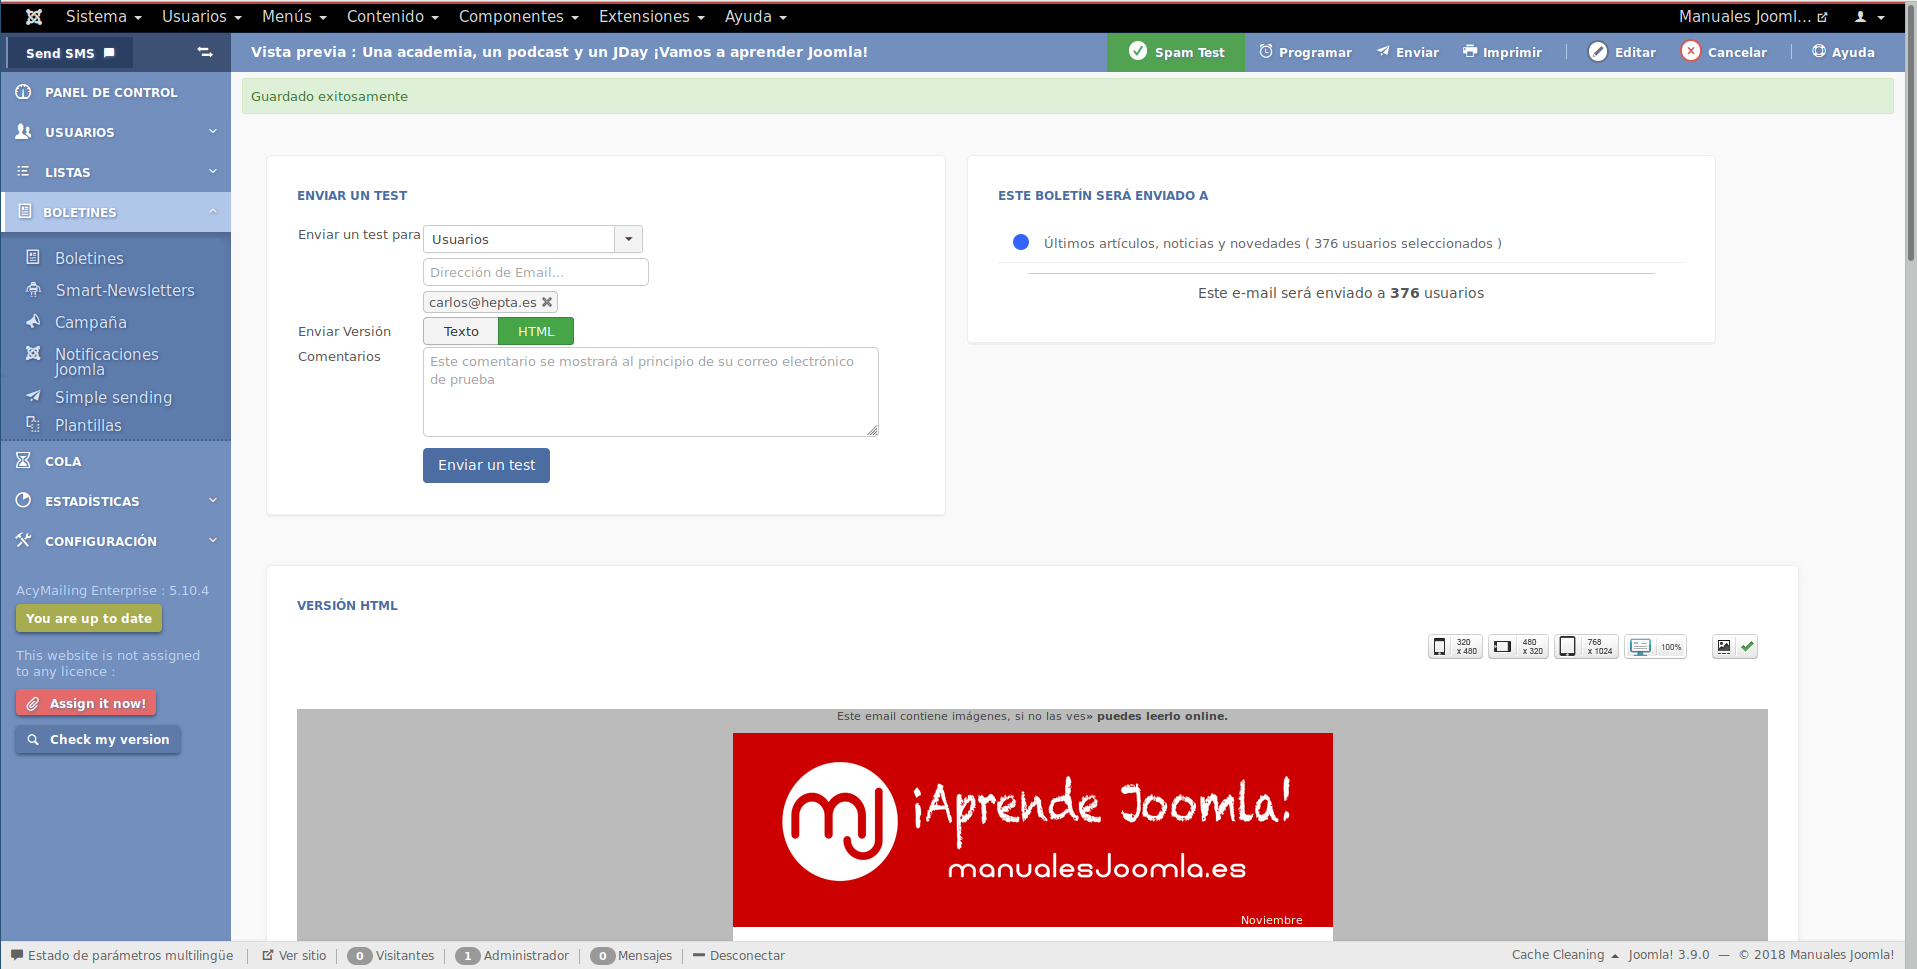 Sistema Usuarios Menús Contenido Componentes Extensiones Ayuda Manuales Jooml...
Send SMS
Vista previa : Una academia, un podcast y un JDay ¡Vamos a aprender Joomla!
Spam Test Programar Enviar Imprimir Editar Cancelar Ayuda
PANEL DE CONTROL
USUARIOS
LISTAS
BOLETINES
Boletines
Smart-Newsletters
Campaña
Notificaciones
Joomla
Simple sending
Plantillas
COLA
ESTADÍSTICAS
CONFIGURACIÓN
AcyMailing Enterprise : 5.10.4
You are up to date
This website is not assigned
to any licence :
Assign it now!
Check my version
Guardado exitosamente
ENVIAR UN TEST
Enviar un test para Usuarios
Dirección de Email...
carlos@hepta.es
Enviar Versión Texto HTML
Comentarios
Este comentario se mostrará al principio de su correo electrónico
de prueba
Enviar un test
ESTE BOLETÍN SERÁ ENVIADO A
Últimos artículos, noticias y novedades ( 376 usuarios seleccionados )
Este e-mail será enviado a 376 usuarios
VERSIÓN HTML
320 x 480
480 x 320
768 x 1024
100%
Este email contiene imágenes, si no las ves» puedes leerlo online.
mJ
¡Aprende Joomla!
manualesJoomla.es
Noviembre
Estado de parámetros multilingüe Ver sitio 0 Visitantes 1 Administrador 0 Mensajes Desconectar
Cache Cleaning Joomla! 3.9.0 — © 2018 Manuales Joomla!